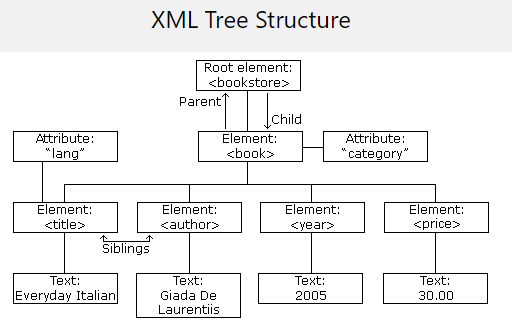 XML Tree Structure
Root element:
<bookstore>
Parent
Child
Attribute:
"lang"
Element:
<book>
Attribute:
"category"
Element:
<title>
Element:
<author>
Element:
<year>
Element:
<price>
Siblings
Text:
Everyday Italian
Text:
Giada De
Laurentiis
Text:
2005
Text:
30.00